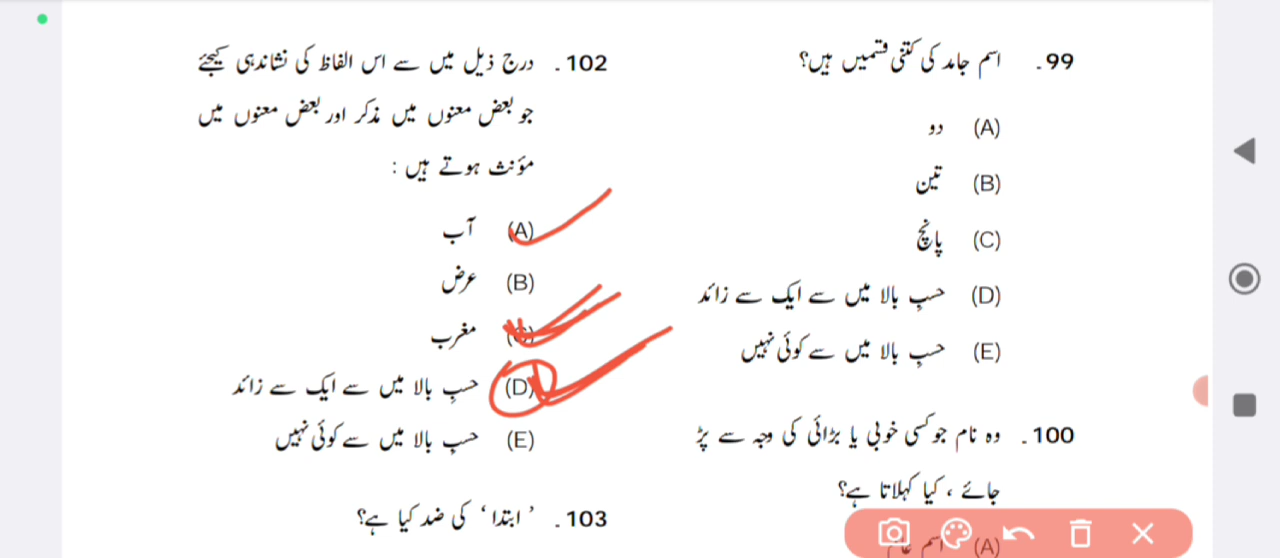 99. اسم جامد کی کتنی قسمیں ہیں؟
(A) دو
(B) تین
(C) پانچ
(D) حسبِ بالا میں سے ایک سے زائد
(E) حسبِ بالا میں سے کوئی نہیں
100. وہ نام جو کسی خوبی یا بڑائی کی وجہ سے پڑ
جائے ، کیا کہلاتا ہے؟
(A) اسم
102. درج ذیل میں سے اس الفاظ کی نشاندہی کیجئے
جو بعض معنوں میں مذکر اور بعض معنوں میں
مؤنث ہوتے ہیں :
(A) آب
(B) عرض
(C) مغرب
(D) حسبِ بالا میں سے ایک سے زائد
(E) حسبِ بالا میں سے کوئی نہیں
103. ’ابتدا‘ کی ضد کیا ہے؟